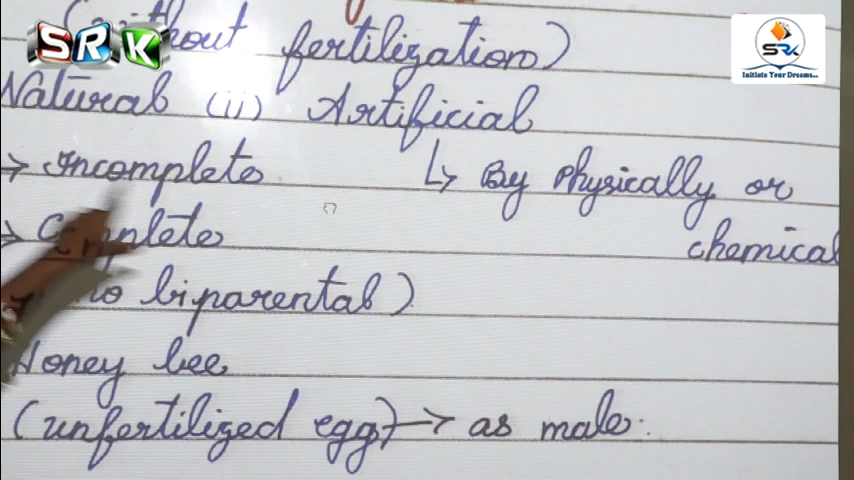 SRK
(without fertilization)
SRK
Initiate Your Dreams...
Natural (ii) Artificial
→ Incomplete ↳ By physically or
→ Complete chemical
no biparental)
Honey bee
(unfertilized egg) → as male.